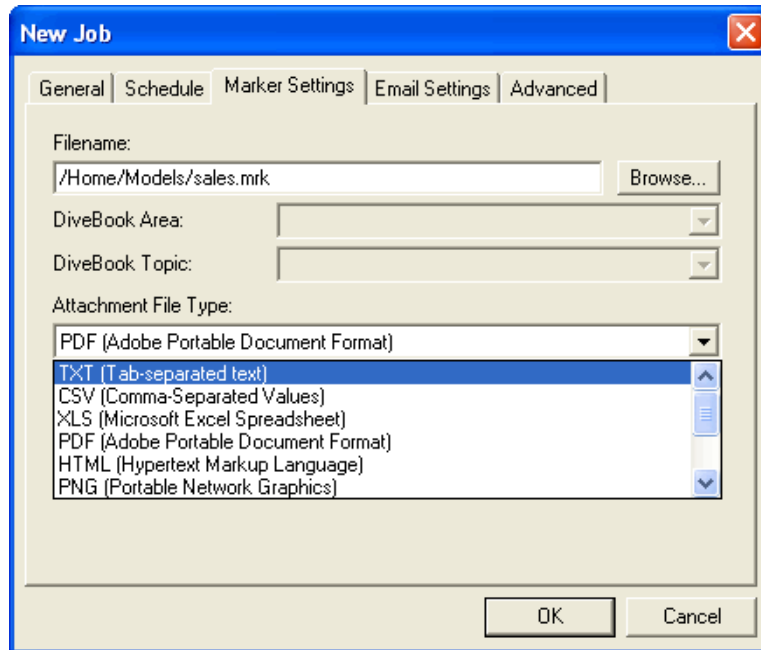 New Job
General Schedule Marker Settings Email Settings Advanced
Filename:
/Home/Models/sales.mrk Browse...
DiveBook Area:
DiveBook Topic:
Attachment File Type:
PDF (Adobe Portable Document Format)
TXT (Tab-separated text)
CSV (Comma-Separated Values)
XLS (Microsoft Excel Spreadsheet)
PDF (Adobe Portable Document Format)
HTML (Hypertext Markup Language)
PNG (Portable Network Graphics)
OK Cancel